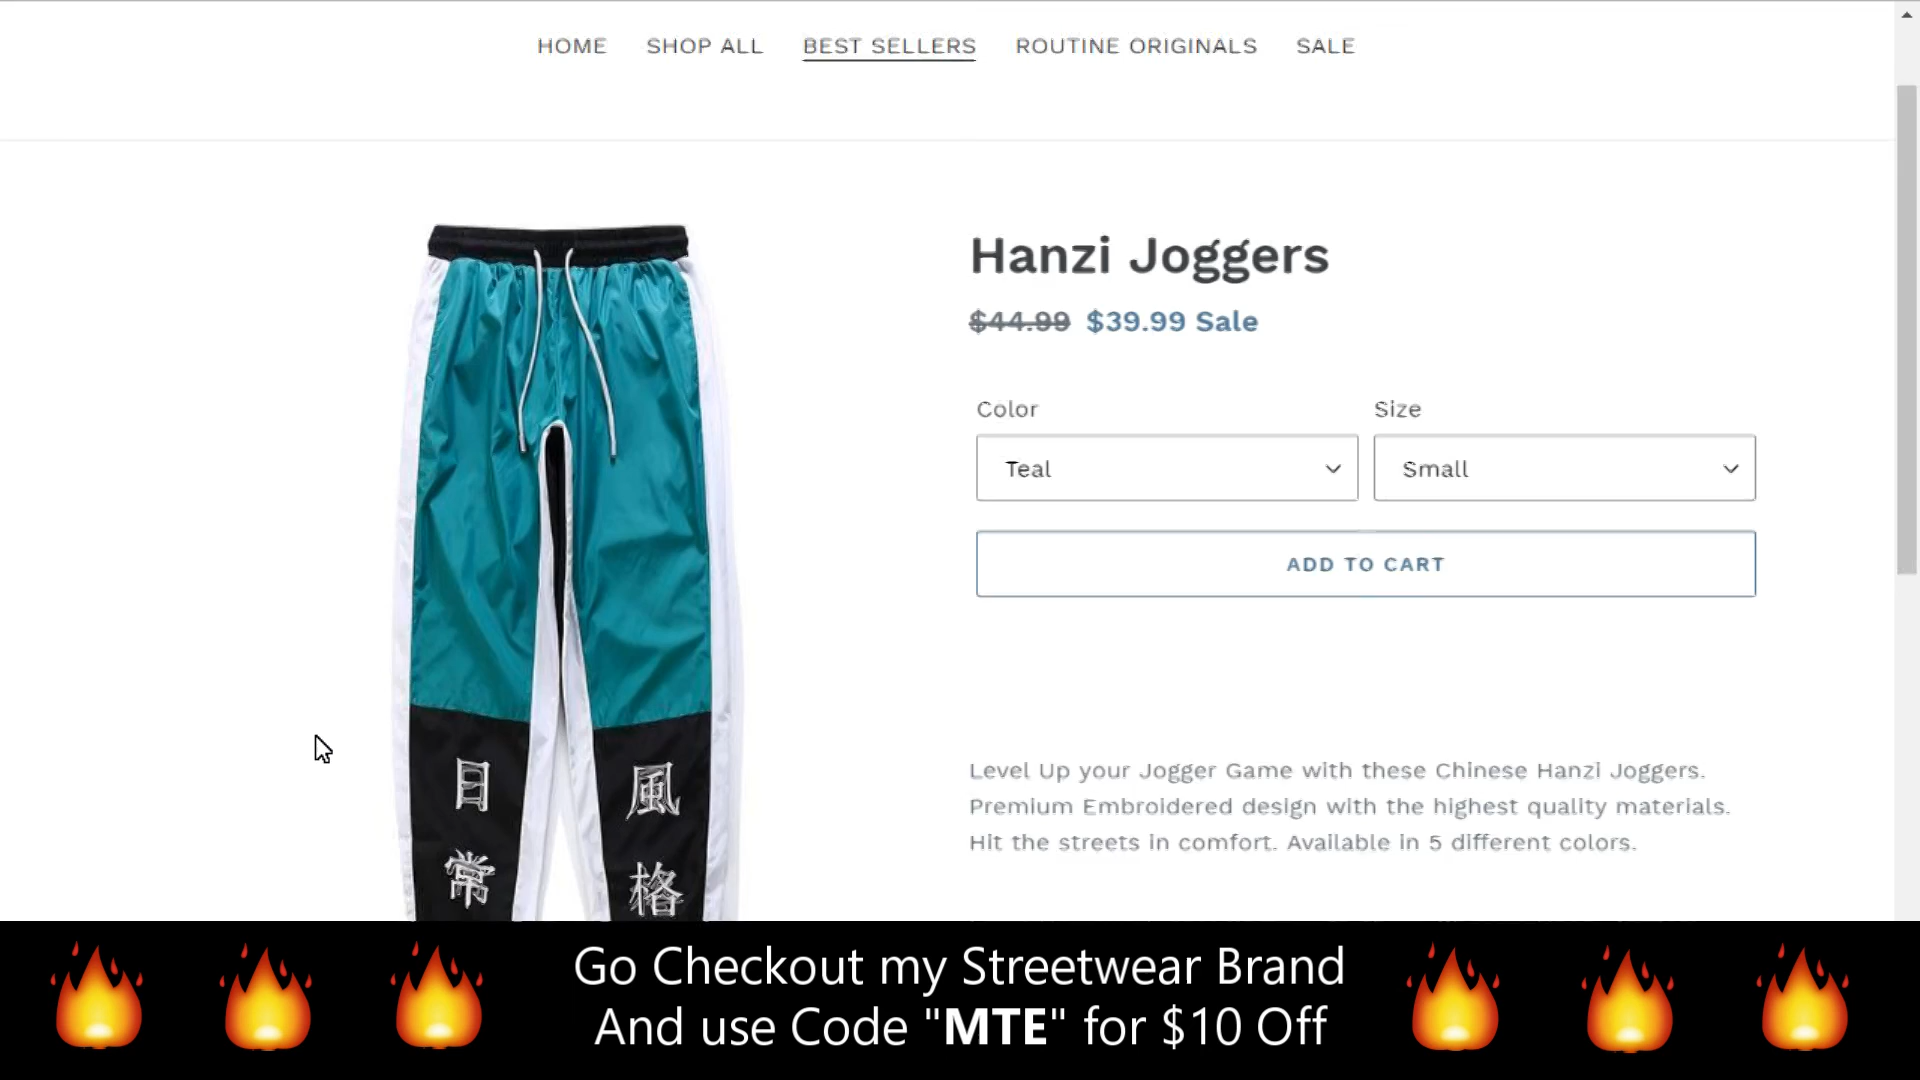 HOME SHOP ALL BEST SELLERS ROUTINE ORIGINALS SALE
Hanzi Joggers
$44.99 $39.99 Sale
Color Size
Teal Small
ADD TO CART
Level Up your Jogger Game with these Chinese Hanzi Joggers.
Premium Embroidered design with the highest quality materials.
Hit the streets in comfort. Available in 5 different colors.
日 風
常 格
Go Checkout my Streetwear Brand
And use Code "MTE" for $10 Off